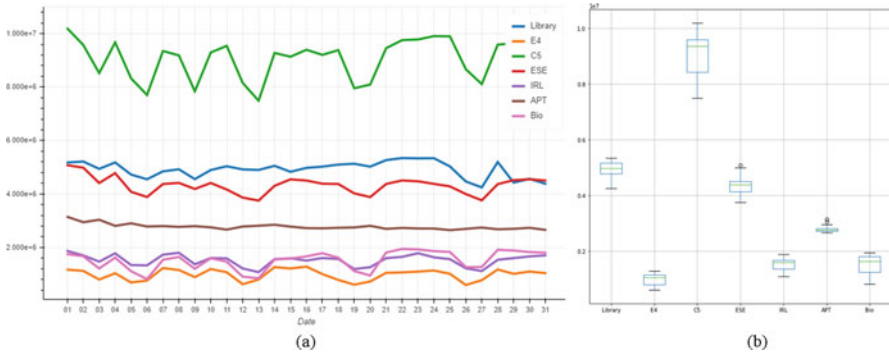 1.000e+7
8.000e+6
6.000e+6
4.000e+6
2.000e+6
Library
E4
C5
ESE
IRL
APT
Bio
01 02 03 04 05 06 07 08 09 10 11 12 13 14 15 16 17 18 19 20 21 22 23 24 25 26 27 28 29 30 31
Date
(a)
1e7
1.0
0.8
0.6
0.4
0.2
Library E4 C5 ESE IRL APT Bio
(b)